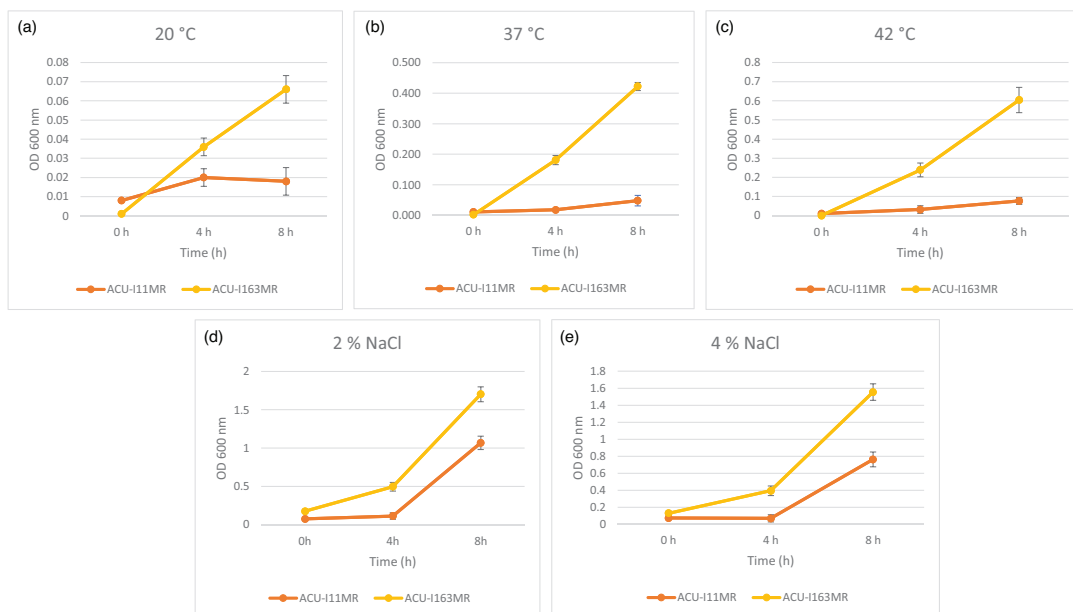 (a)
20 °C
0.08
0.07
0.06
0.05
0.04
0.03
0.02
0.01
0
OD 600 nm
0 h 4 h 8 h
Time (h)
ACU-I11MR ACU-I163MR
(b)
37 °C
0.500
0.400
0.300
0.200
0.100
0.000
OD 600 nm
0 h 4 h 8 h
Time (h)
ACU-I11MR ACU-I163MR
(c)
42 °C
0.8
0.7
0.6
0.5
0.4
0.3
0.2
0.1
0
OD 600 nm
0 h 4 h 8 h
Time (h)
ACU-I11MR ACU-I163MR
(d)
2 % NaCl
2
1.5
1
0.5
0
OD 600 nm
0h 4h 8h
Time (h)
ACU-I11MR ACU-I163MR
(e)
4 % NaCl
1.8
1.6
1.4
1.2
1
0.8
0.6
0.4
0.2
0
OD 600 nm
0 h 4 h 8 h
Time (h)
ACU-I11MR ACU-I163MR